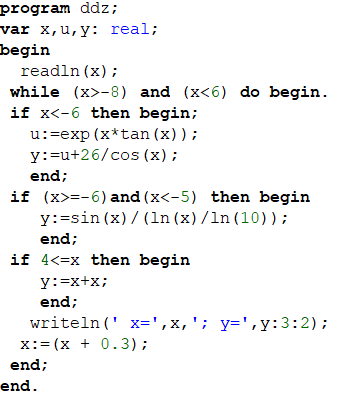 program ddz;
var x,u,y: real;
begin
readln(x);
while (x>-8) and (x<6) do begin.
if x<-6 then begin;
u:=exp(x*tan(x));
y:=u+26/cos(x);
end;
if (x>=-6)and(x<-5) then begin
y:=sin(x)/(ln(x)/ln(10));
end;
if 4<=x then begin
y:=x+x;
end;
writeln(' x=',x,'; y=',y:3:2);
x:=(x + 0.3);
end;
end.